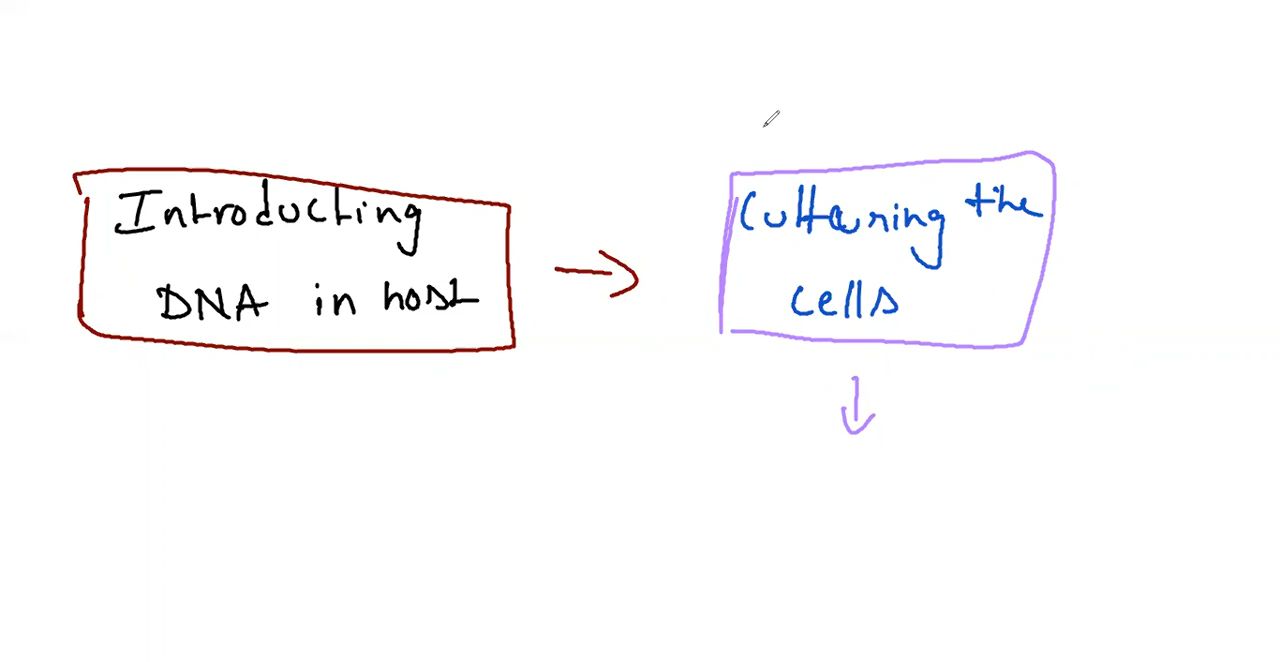 Introducting
DNA in host
Culturing the
cells